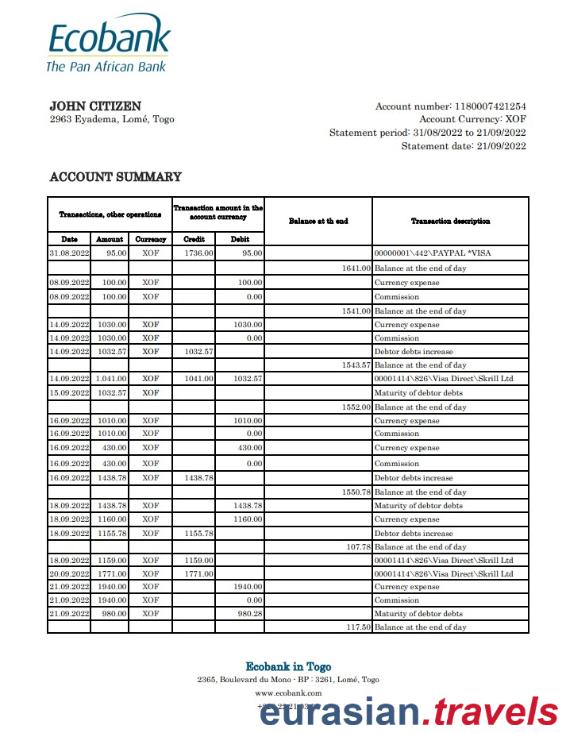 Ecobank
The Pan African Bank
JOHN CITIZEN
2963 Eyadema, Lomé, Togo
Account number: 1180007421254
Account Currency: XOF
Statement period: 31/08/2022 to 21/09/2022
Statement date: 21/09/2022
ACCOUNT SUMMARY
Transactions, other operations Transaction amount in the account currency Balance at th end Transaction description
Date Amount Currency Credit Debit
31.08.2022 95.00 XOF 1736.00 95.00 00000001\442\PAYPAL *VISA
1641.00 Balance at the end of day
08.09.2022 100.00 XOF 100.00 Currency expense
08.09.2022 100.00 XOF 0.00 Commission
1541.00 Balance at the end of day
14.09.2022 1030.00 XOF 1030.00 Currency expense
14.09.2022 1030.00 XOF 0.00 Commission
14.09.2022 1032.57 XOF 1032.57 Debtor debts increase
1543.57 Balance at the end of day
14.09.2022 1.041.00 XOF 1041.00 1032.57 00001414\826\Visa Direct\Skrill Ltd
15.09.2022 1032.57 XOF Maturity of debtor debts
1552.00 Balance at the end of day
16.09.2022 1010.00 XOF 1010.00 Currency expense
16.09.2022 1010.00 XOF 0.00 Commission
16.09.2022 430.00 XOF 430.00 Currency expense
16.09.2022 430.00 XOF 0.00 Commission
16.09.2022 1438.78 XOF 1438.78 Debtor debts increase
1550.78 Balance at the end of day
18.09.2022 1438.78 XOF 1438.78 Maturity of debtor debts
18.09.2022 1160.00 XOF 1160.00 Currency expense
18.09.2022 1155.78 XOF 1155.78 Debtor debts increase
107.78 Balance at the end of day
18.09.2022 1159.00 XOF 1159.00 00001414\826\Visa Direct\Skrill Ltd
20.09.2022 1771.00 XOF 1771.00 00001414\826\Visa Direct\Skrill Ltd
21.09.2022 1940.00 XOF 1940.00 Currency expense
21.09.2022 1940.00 XOF 0.00 Commission
21.09.2022 980.00 XOF 980.28 Maturity of debtor debts
117.50 Balance at the end of day
Ecobank in Togo
2365, Boulevard du Mono - BP : 3261, Lomé, Togo
www.ecobank.com
eurasian.travels